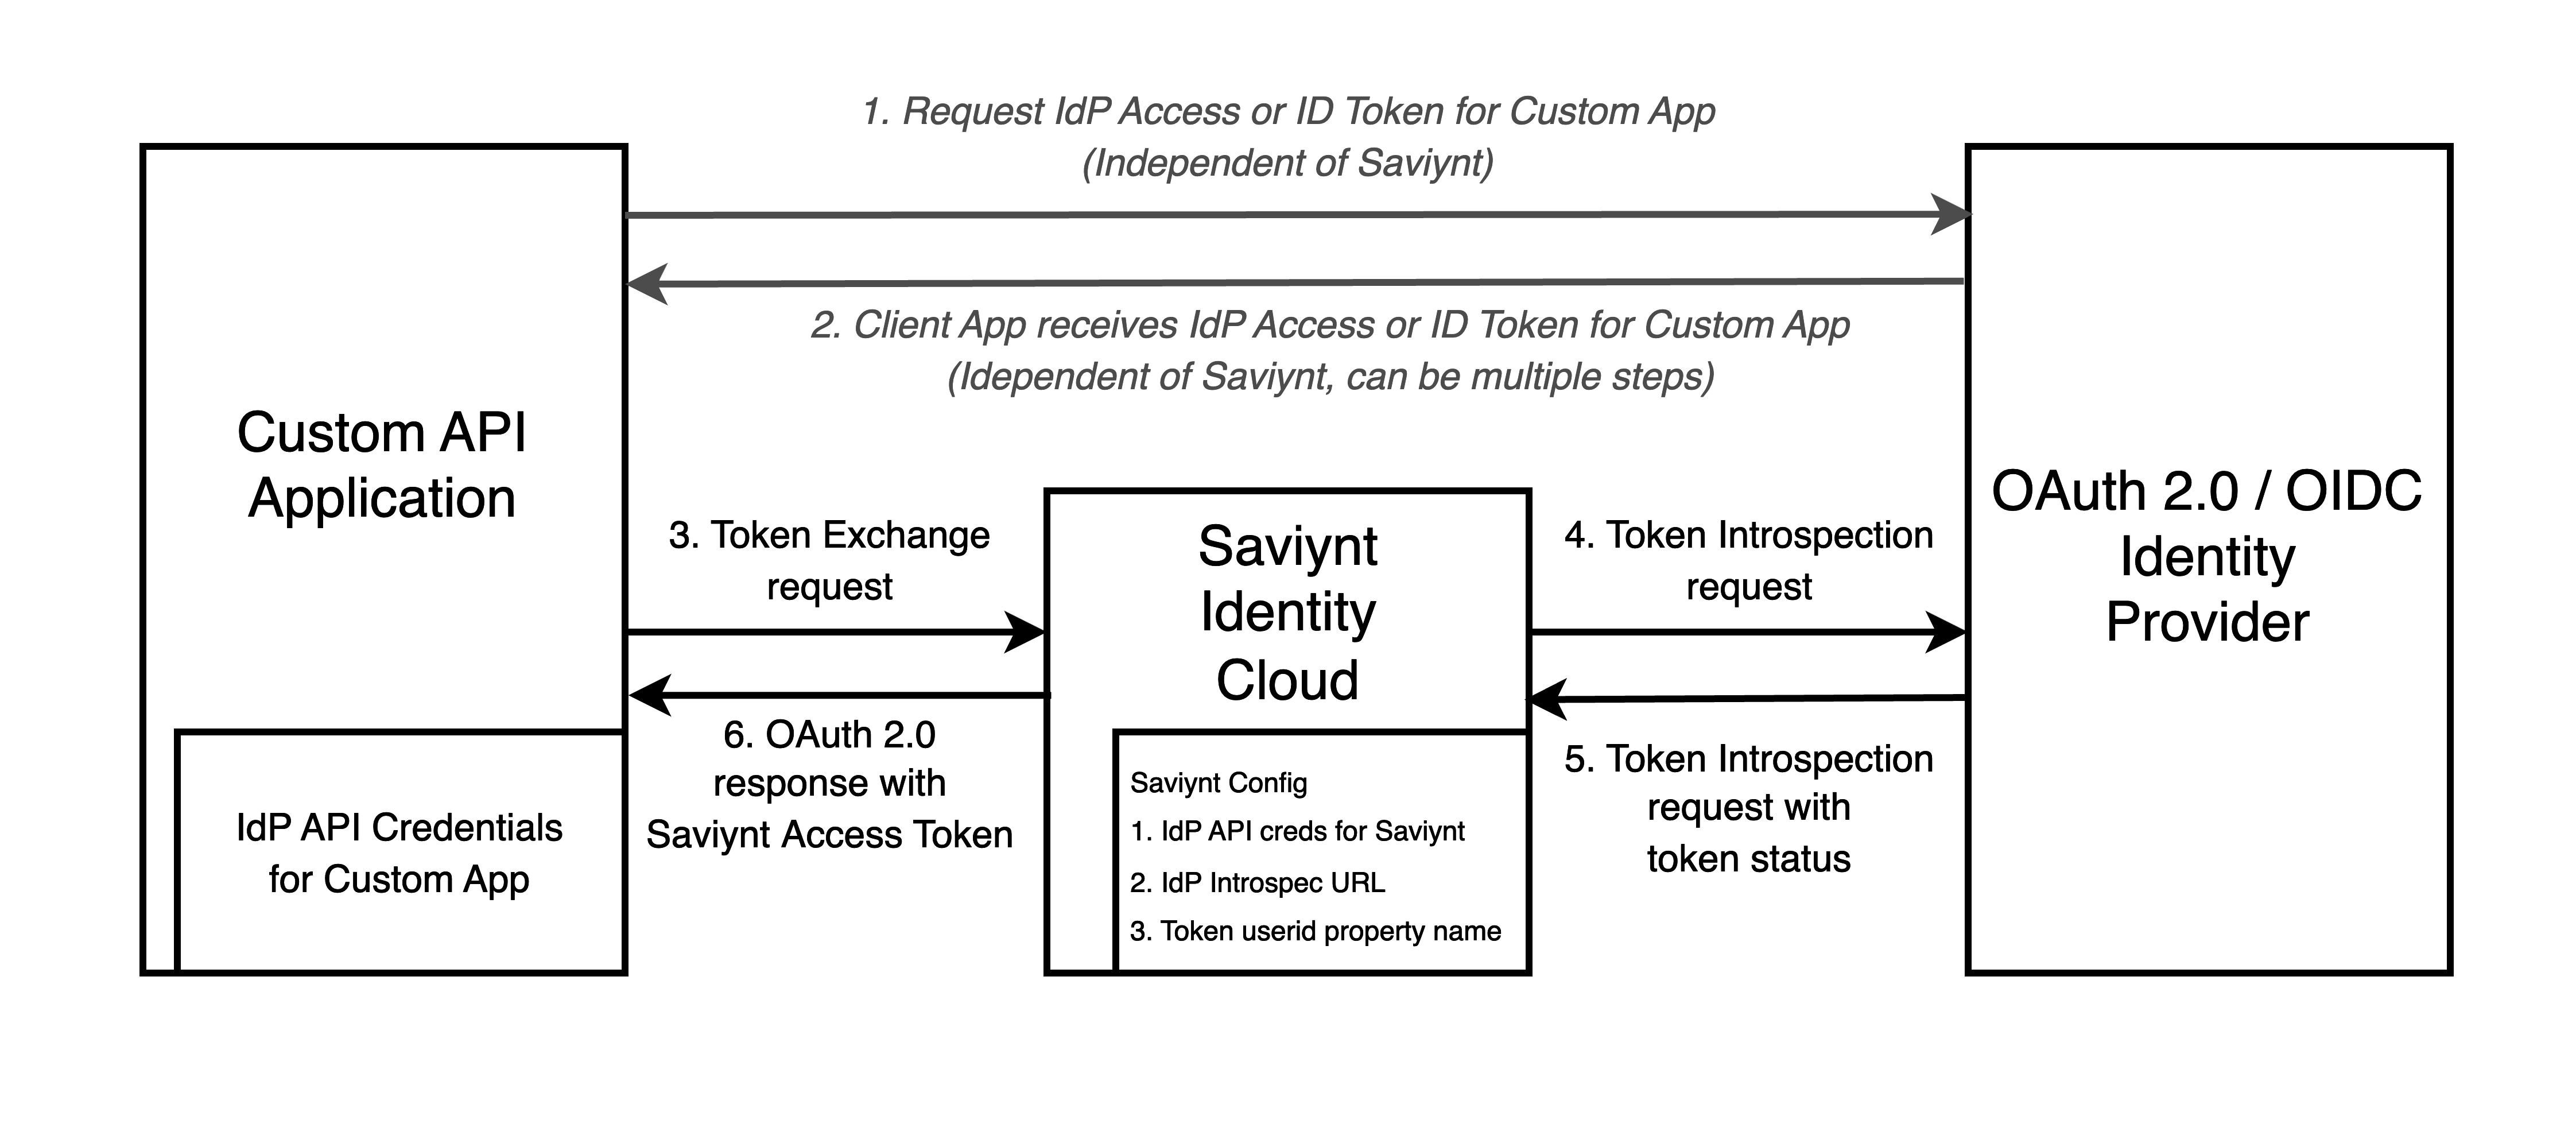 1. Request IdP Access or ID Token for Custom App
(Independent of Saviynt)
2. Client App receives IdP Access or ID Token for Custom App
(Idependent of Saviynt, can be multiple steps)
Custom API
Application
IdP API Credentials
for Custom App
3. Token Exchange
request
6. OAuth 2.0
response with
Saviynt Access Token
Saviynt
Identity
Cloud
Saviynt Config
1. IdP API creds for Saviynt
2. IdP Introspec URL
3. Token userid property name
4. Token Introspection
request
5. Token Introspection
request with
token status
OAuth 2.0 / OIDC
Identity
Provider